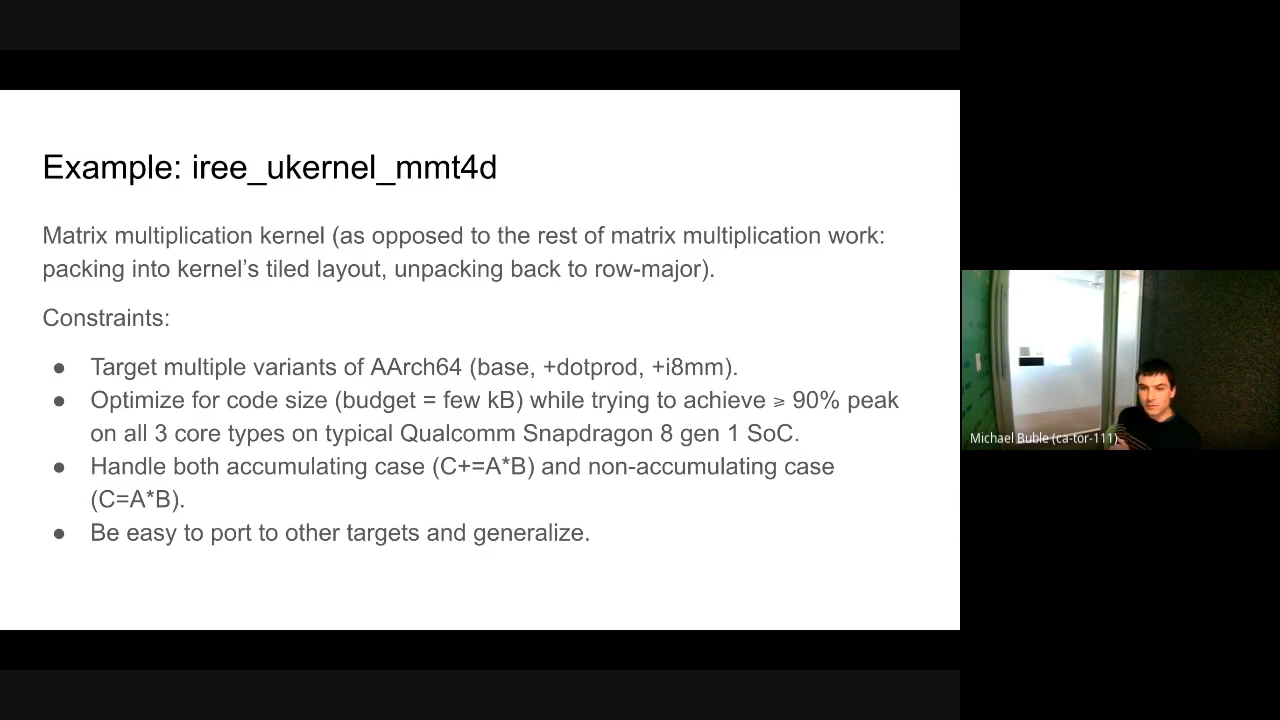 Example: iree_ukernel_mmt4d
Matrix multiplication kernel (as opposed to the rest of matrix multiplication work:
packing into kernel’s tiled layout, unpacking back to row-major).
Constraints:
● Target multiple variants of AArch64 (base, +dotprod, +i8mm).
● Optimize for code size (budget = few kB) while trying to achieve ⩾ 90% peak
on all 3 core types on typical Qualcomm Snapdragon 8 gen 1 SoC.
● Handle both accumulating case (C+=A*B) and non-accumulating case
(C=A*B).
● Be easy to port to other targets and generalize.
Michael Buble (ca-tor-111)